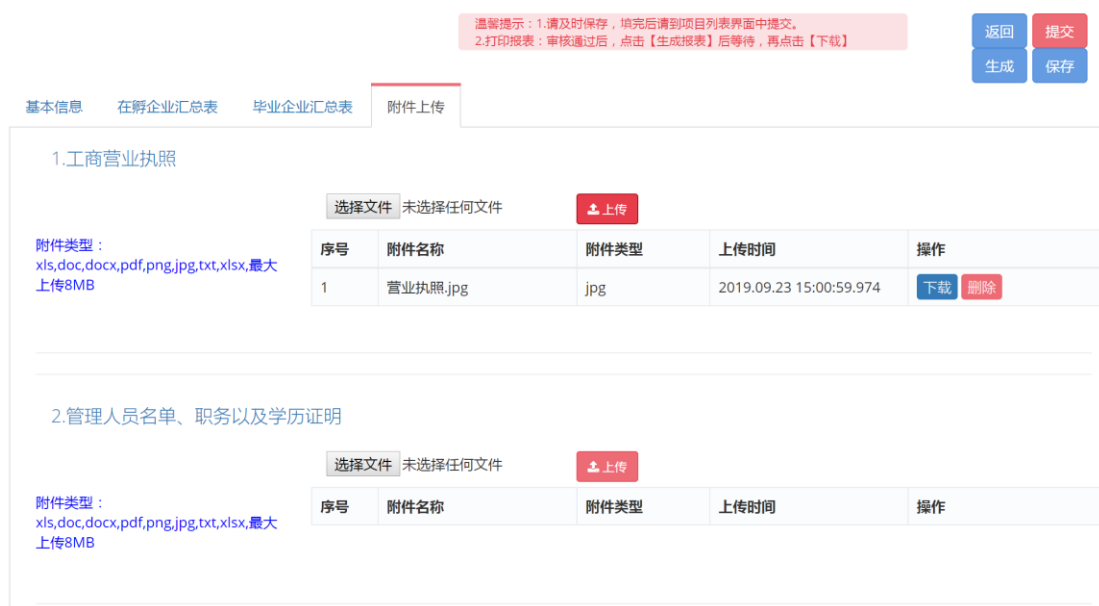 温馨提示：1.请及时保存，填完后请到项目列表界面中提交。
2.打印报表：审核通过后，点击【生成报表】后等待，再点击【下载】
返回 提交
生成 保存
基本信息 在孵企业汇总表 毕业企业汇总表 附件上传
1.工商营业执照
选择文件 未选择任何文件 上传
附件类型：
xls,doc,docx,pdf,png,jpg,txt,xlsx,最大
上传8MB
序号 附件名称 附件类型 上传时间 操作
1 营业执照.jpg jpg 2019.09.23 15:00:59.974 下载 删除
2.管理人员名单、职务以及学历证明
选择文件 未选择任何文件 上传
附件类型：
xls,doc,docx,pdf,png,jpg,txt,xlsx,最大
上传8MB
序号 附件名称 附件类型 上传时间 操作